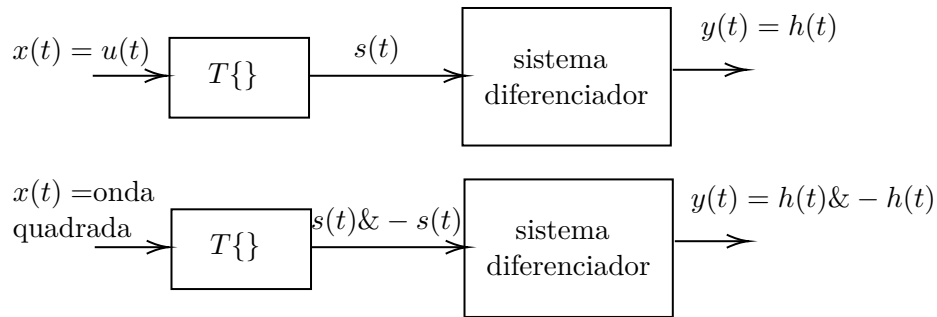 x(t) = u(t)
T{}
s(t)
sistema
diferenciador
y(t) = h(t)
x(t) =onda
quadrada
T{}
s(t)& − s(t)
sistema
diferenciador
y(t) = h(t)& − h(t)